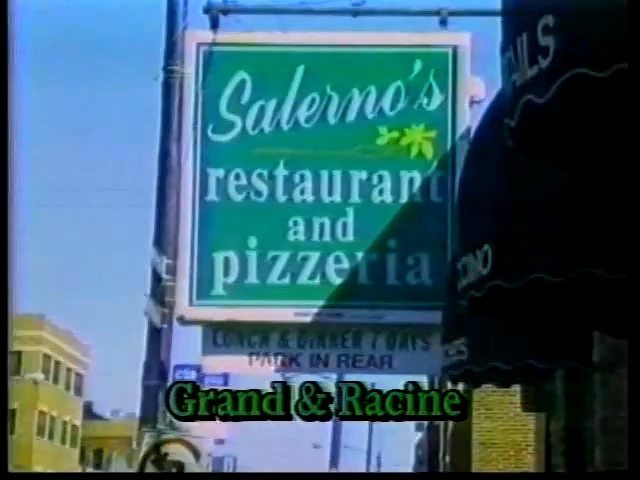 Salerno's
restaurant
and
pizzeria
LUNCH & DINNER 7 DAYS
PARK IN REAR
Grand & Racine